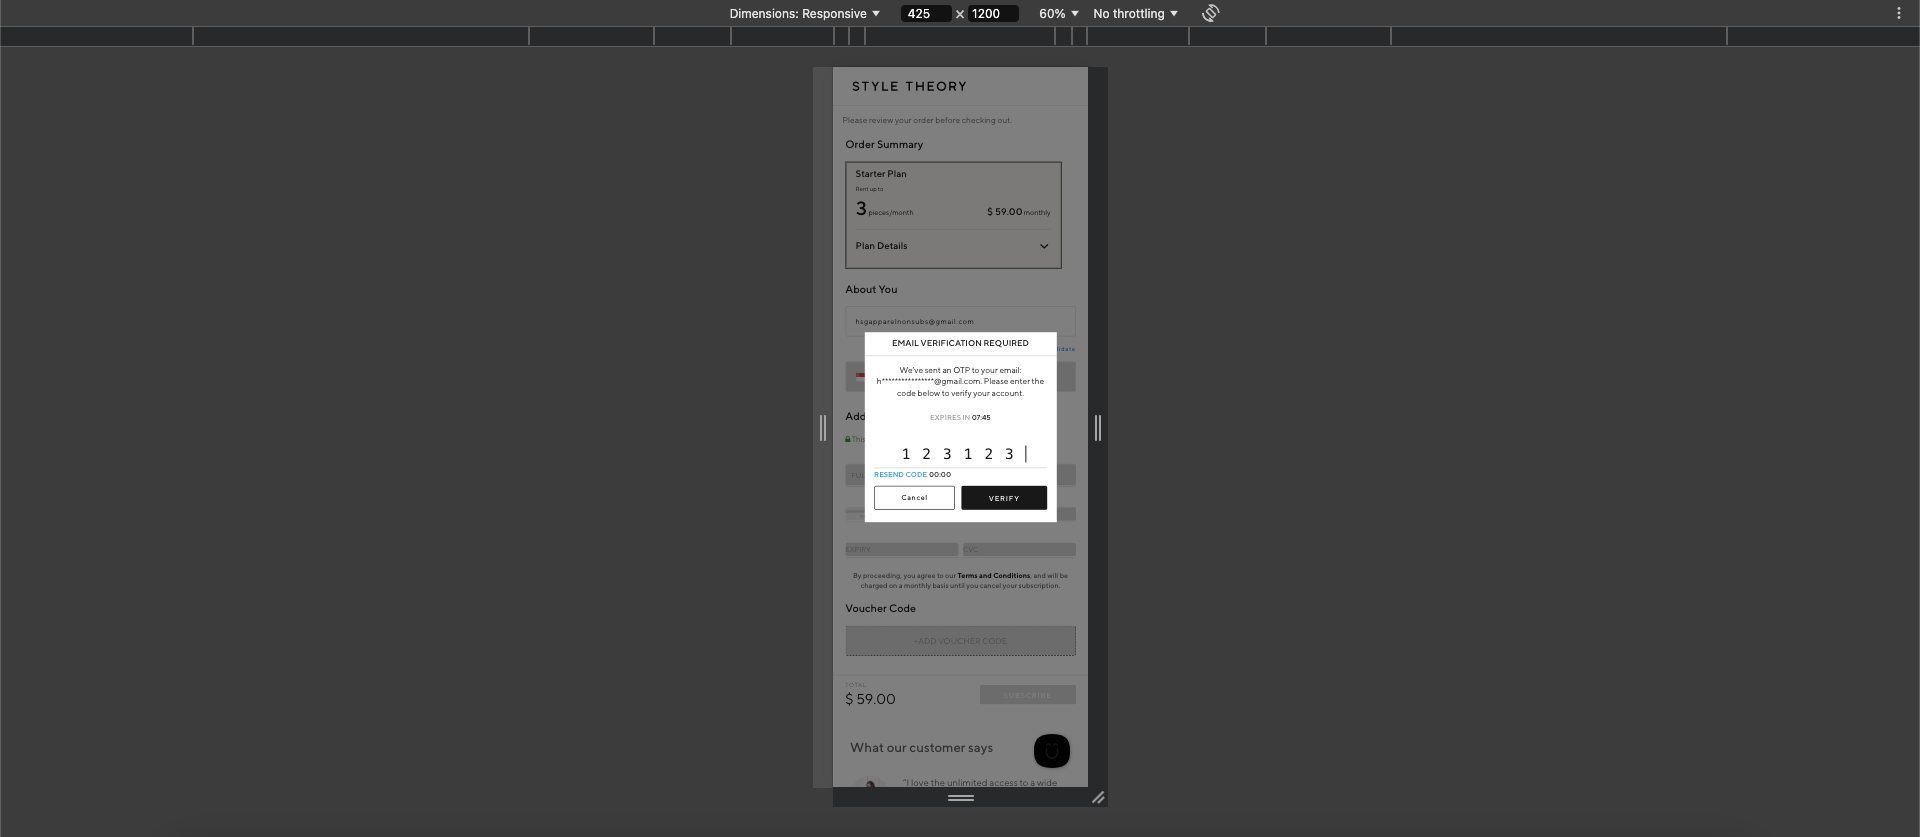 Dimensions: Responsive 425 × 1200 60% No throttling
STYLE THEORY
Please review your order before checking out.
Order Summary
Starter Plan
Rent up to
3 pieces/month $ 59.00 monthly
Plan Details
About You
hsgapparelnonsubs@gmail.com
EMAIL VERIFICATION REQUIRED
idate
We've sent an OTP to your email:
h****************@gmail.com. Please enter the
code below to verify your account.
Add
EXPIRES IN 07:45
This
1 2 3 1 2 3
RESEND CODE 00:00
Cancel VERIFY
EXPIRY CVC
By proceeding, you agree to our Terms and Conditions, and will be
charged on a monthly basis until you cancel your subscription.
Voucher Code
+ADD VOUCHER CODE
TOTAL
$ 59.00 SUBSCRIBE
What our customer says
"I love the unlimited access to a wide